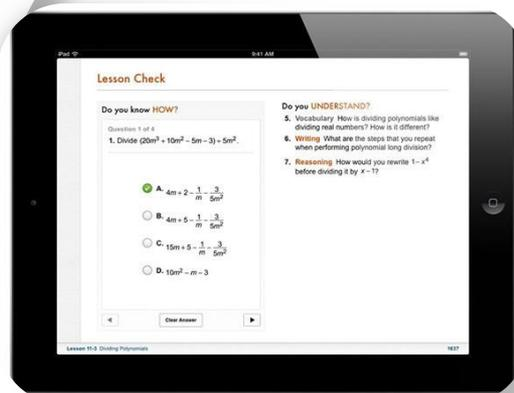 iPad
9:41 AM
Lesson Check
Do you know HOW?
Question 1 of 4
1. Divide (20m³ + 10m² − 5m − 3) ÷ 5m².
A. 4m + 2 − 1/m − 3/5m²
B. 4m + 5 − 1/m − 3/5m²
C. 15m + 5 − 1/m − 3/5m²
D. 10m² − m − 3
Clear Answer
Do you UNDERSTAND?
5. Vocabulary How is dividing polynomials like
dividing real numbers? How is it different?
6. Writing What are the steps that you repeat
when performing polynomial long division?
7. Reasoning How would you rewrite 1 − x⁴
before dividing it by x − 1?
Lesson 11-3 Dividing Polynomials
1637